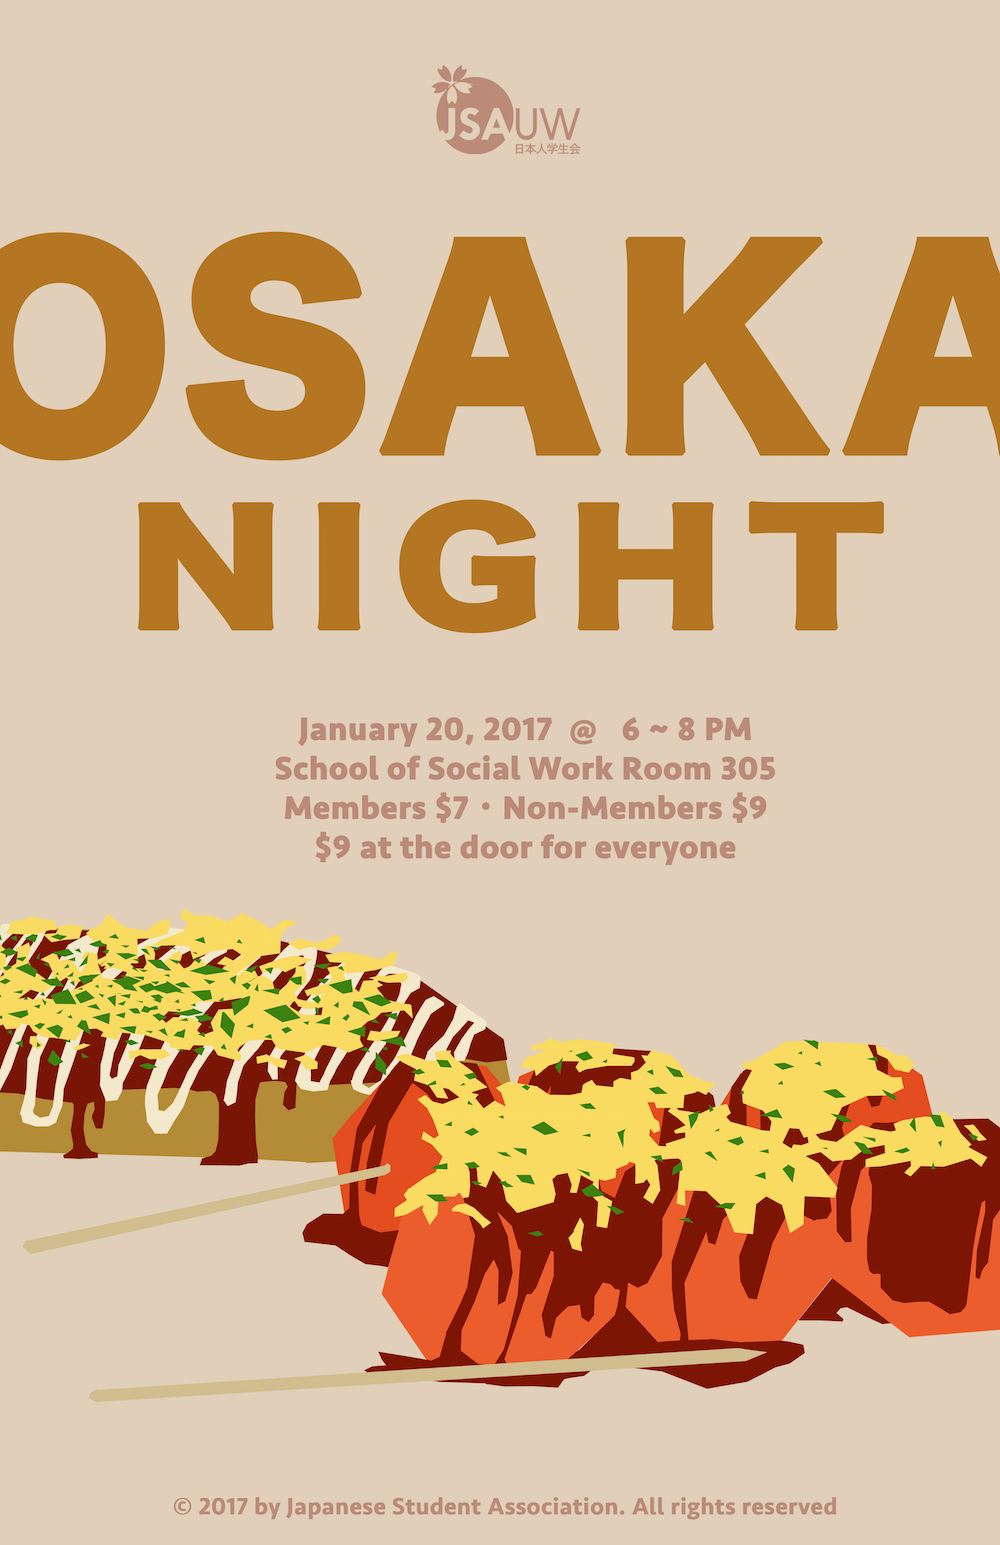 JSAUW
日本人学生会
OSAKA
NIGHT
January 20, 2017 @ 6 ~ 8 PM
School of Social Work Room 305
Members $7 • Non-Members $9
$9 at the door for everyone
© 2017 by Japanese Student Association. All rights reserved